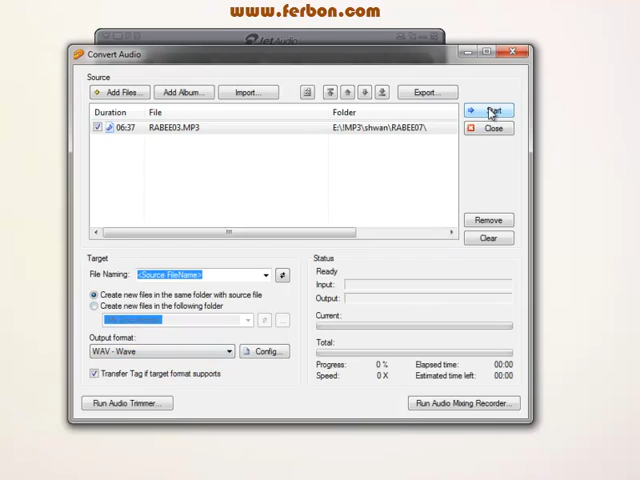 www.ferbon.com
JetAudio
Convert Audio
Source
Add Files...
Add Album...
Import...
Export...
Start
Close
Duration File Folder
06:37 RABEE03.MP3 E:\!MP3\shwan\RABEE07\
Remove
Clear
Target
File Naming: <Source FileName>
Create new files in the same folder with source file
Create new files in the following folder
Output format:
WAV - Wave
Config...
Transfer Tag if target format supports
Status
Ready
Input:
Output:
Current:
Total:
Progress: 0 % Elapsed time: 00:00
Speed: 0 X Estimated time left: 00:00
Run Audio Trimmer...
Run Audio Mixing Recorder...